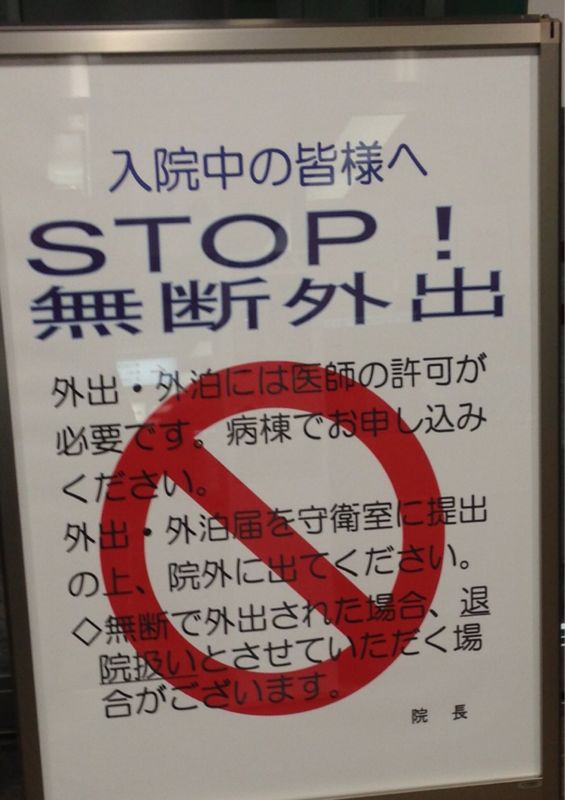 入院中の皆様へ
STOP！
無断外出
外出・外泊には医師の許可が
必要です。病棟でお申し込み
ください。
外出・外泊届を守衛室に提出
の上、院外に出てください。
◇無断で外出された場合、退
院扱いとさせていただく場
合がございます。
院　長